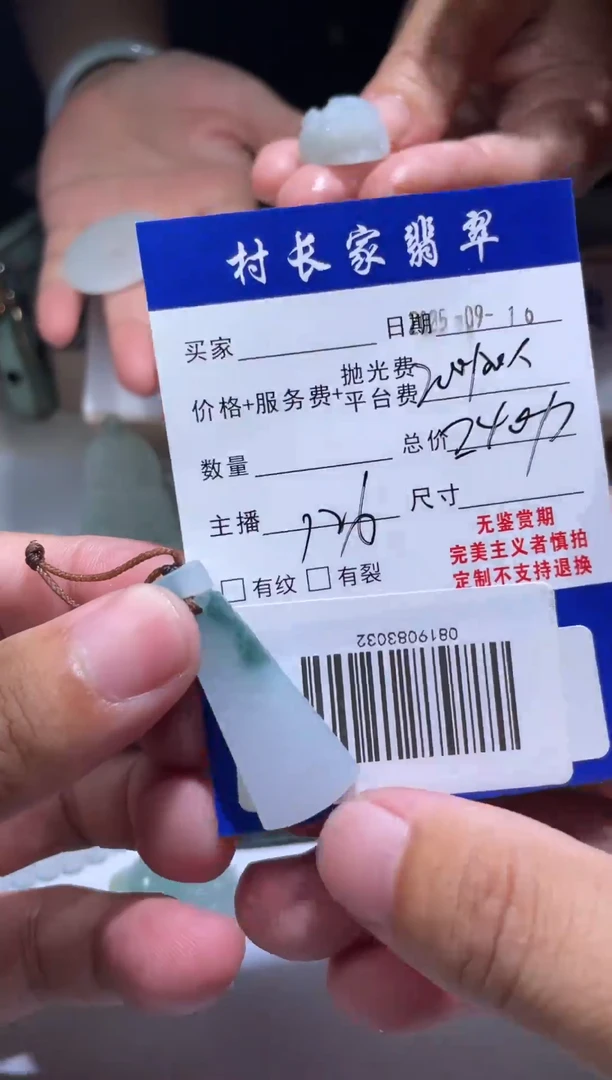 村长家翡翠
买家 日期 2025-09-10
抛光费
价格+服务费+平台费
数量 总价
主播 尺寸
无鉴赏期
完美主义者慎拍
定制不支持退换
□有纹 □有裂
0819083032